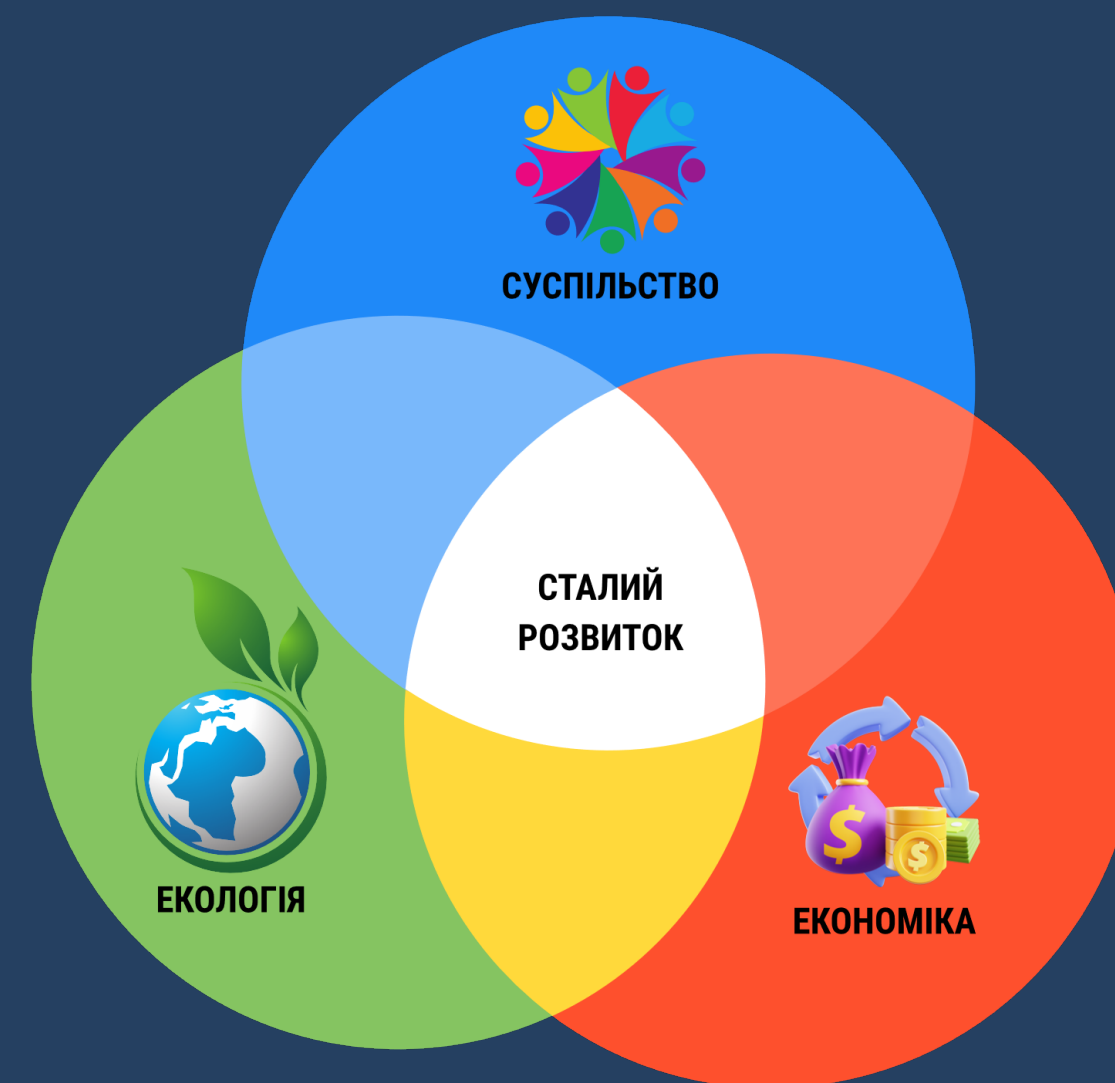 СУСПІЛЬСТВО
СТАЛИЙ
РОЗВИТОК
ЕКОЛОГІЯ
ЕКОНОМІКА
$
$